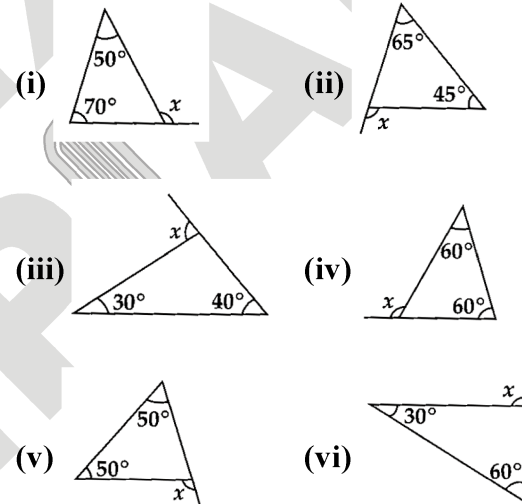 (i) 50° 70° x
(ii) 65° 45° x
(iii) x 30° 40°
(iv) 60° x 60°
(v) 50° 50° x
(vi) x 30° 60°